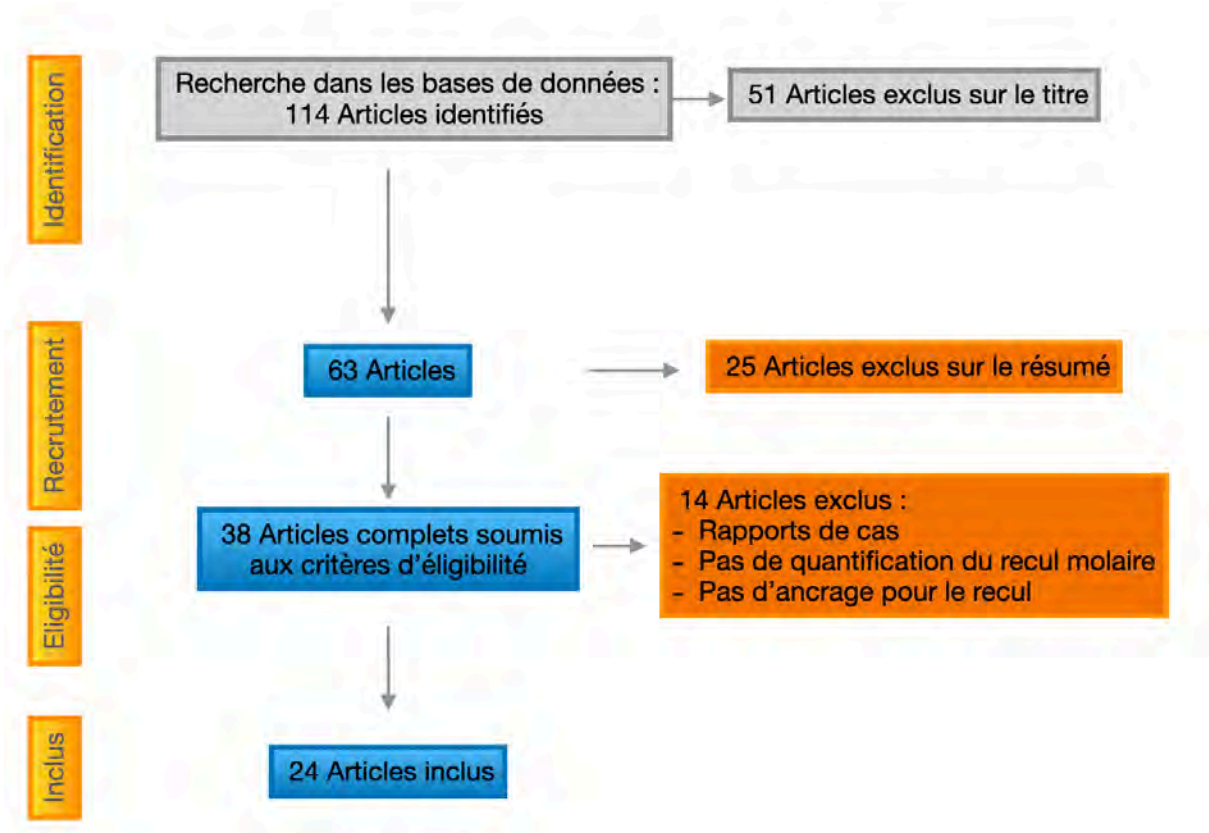 Identification
Recherche dans les bases de données :
114 Articles identifiés
51 Articles exclus sur le titre
Recrutement
63 Articles
25 Articles exclus sur le résumé
Eligibilité
38 Articles complets soumis
aux critères d'éligibilité
14 Articles exclus :
- Rapports de cas
- Pas de quantification du recul molaire
- Pas d'ancrage pour le recul
Inclus
24 Articles inclus